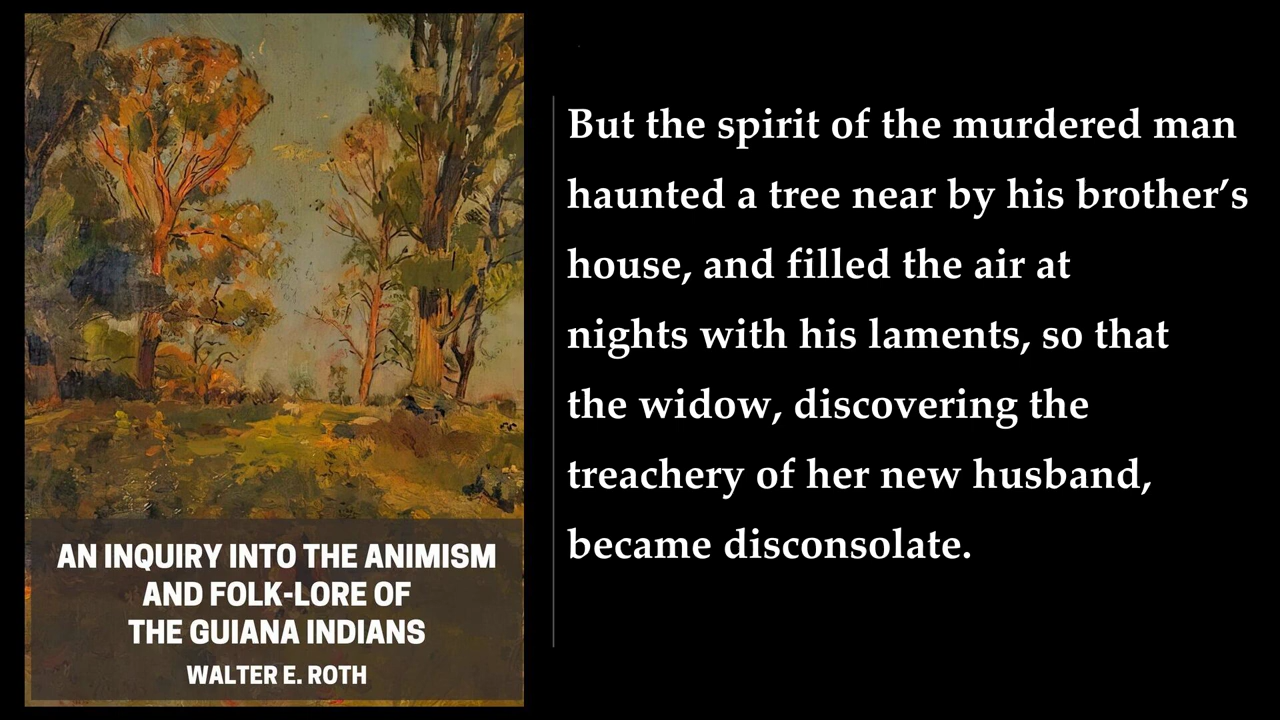 AN INQUIRY INTO THE ANIMISM
AND FOLK-LORE OF
THE GUIANA INDIANS
WALTER E. ROTH
But the spirit of the murdered man
haunted a tree near by his brother’s
house, and filled the air at
nights with his laments, so that
the widow, discovering the
treachery of her new husband,
became disconsolate.